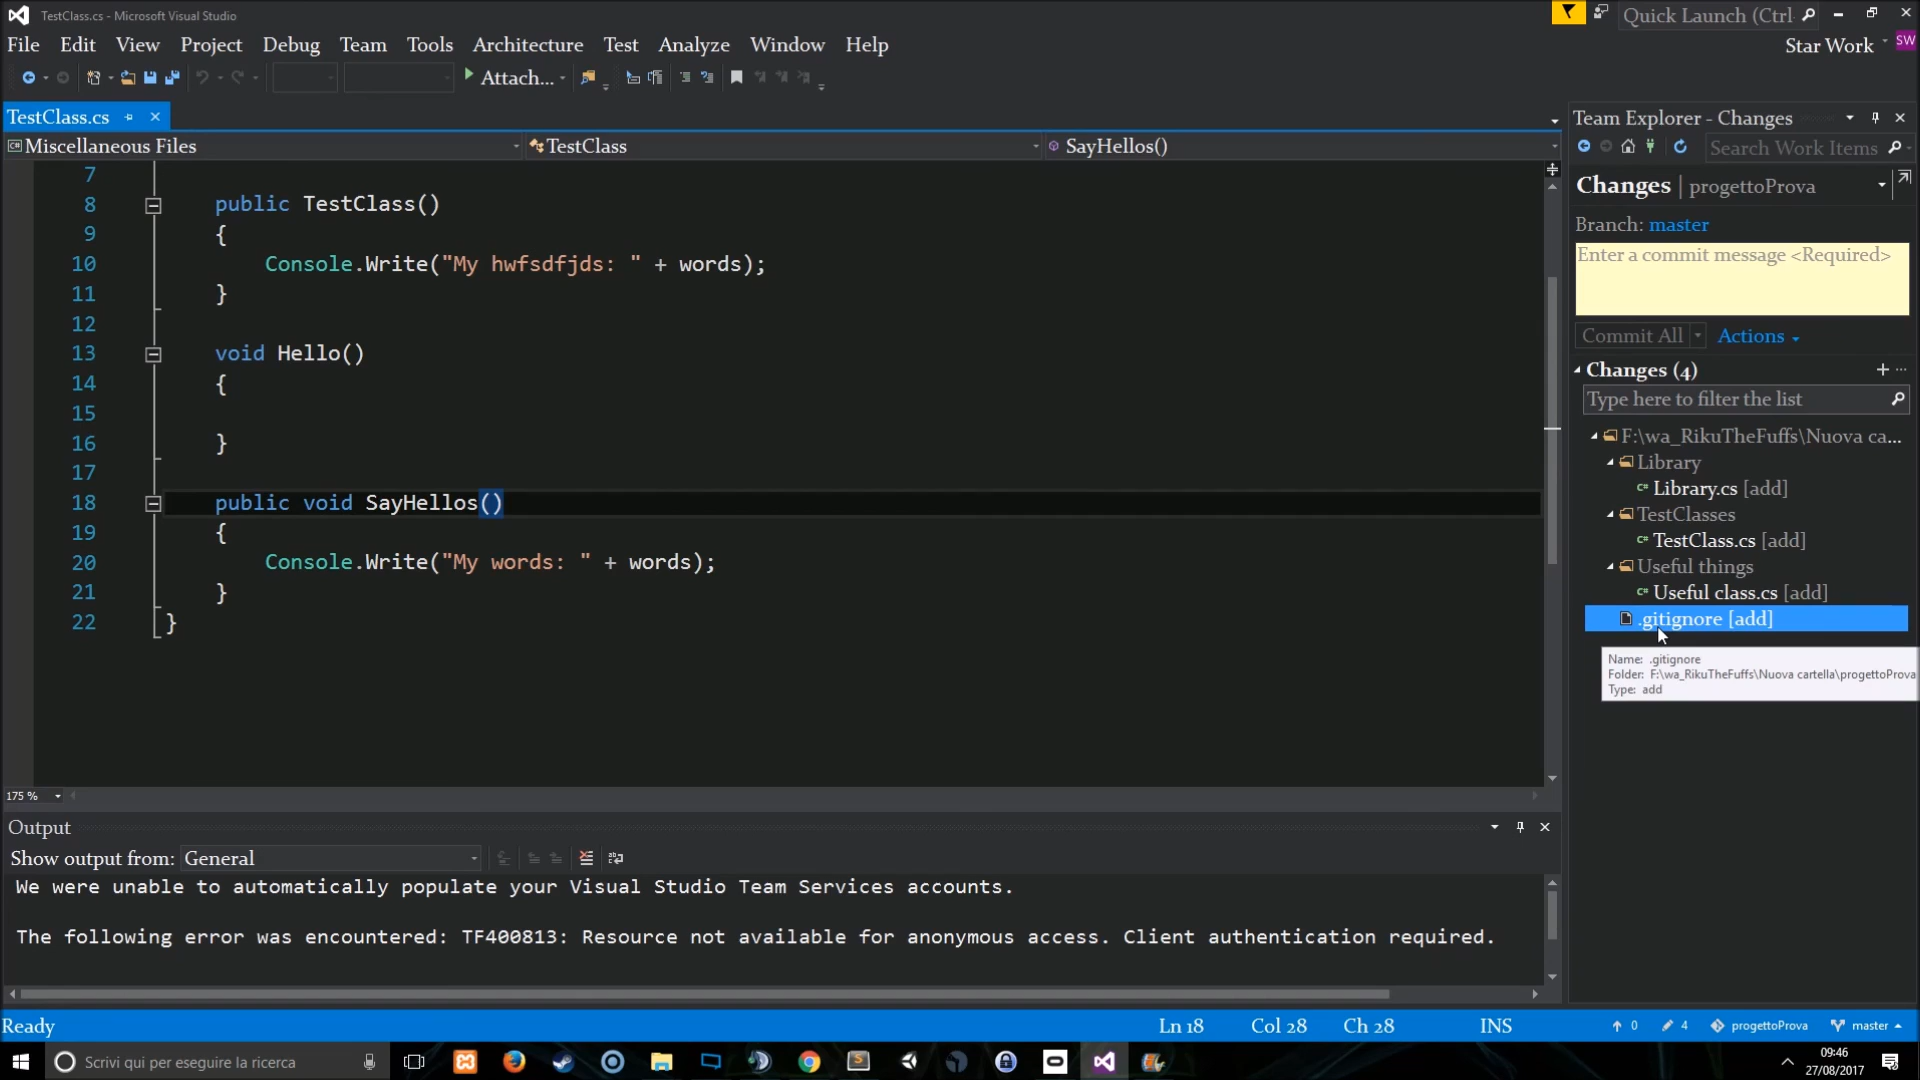 TestClass.cs - Microsoft Visual Studio
Quick Launch (Ctrl
File Edit View Project Debug Team Tools Architecture Test Analyze Window Help
Star Work SW
Attach...
TestClass.cs
Miscellaneous Files TestClass SayHellos()
7
8 public TestClass()
9 {
10 Console.Write("My hwfsdfjds: " + words);
11 }
12
13 void Hello()
14 {
15
16 }
17
18 public void SayHellos()
19 {
20 Console.Write("My words: " + words);
21 }
22 }
175 %
Team Explorer - Changes
Search Work Items
Changes | progettoProva
Branch: master
Enter a commit message <Required>
Commit All Actions
Changes (4)
Type here to filter the list
F:\wa_RikuTheFuffs\Nuova ca...
Library
Library.cs [add]
TestClasses
TestClass.cs [add]
Useful things
Useful class.cs [add]
.gitignore [add]
Name: .gitignore
Folder: F:\wa_RikuTheFuffs\Nuova cartella\progettoProva
Type: add
Output
Show output from: General
We were unable to automatically populate your Visual Studio Team Services accounts.
The following error was encountered: TF400813: Resource not available for anonymous access. Client authentication required.
Ready Ln 18 Col 28 Ch 28 INS 0 4 progettoProva master
Scrivi qui per eseguire la ricerca
09:46
27/08/2017